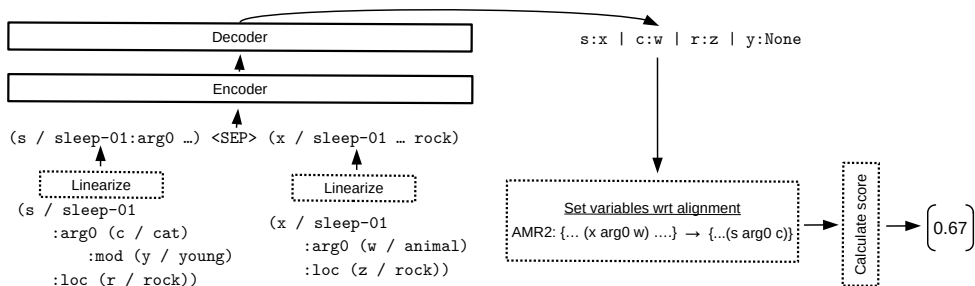 Decoder
Encoder
(s / sleep-01:arg0 …) <SEP> (x / sleep-01 … rock)
Linearize
(s / sleep-01
:arg0 (c / cat)
:mod (y / young)
:loc (r / rock))
Linearize
(x / sleep-01
:arg0 (w / animal)
:loc (z / rock))
s:x | c:w | r:z | y:None
Set variables wrt alignment
AMR2: {… (x arg0 w) ….} → {...(s arg0 c)}
Calculate score
0.67